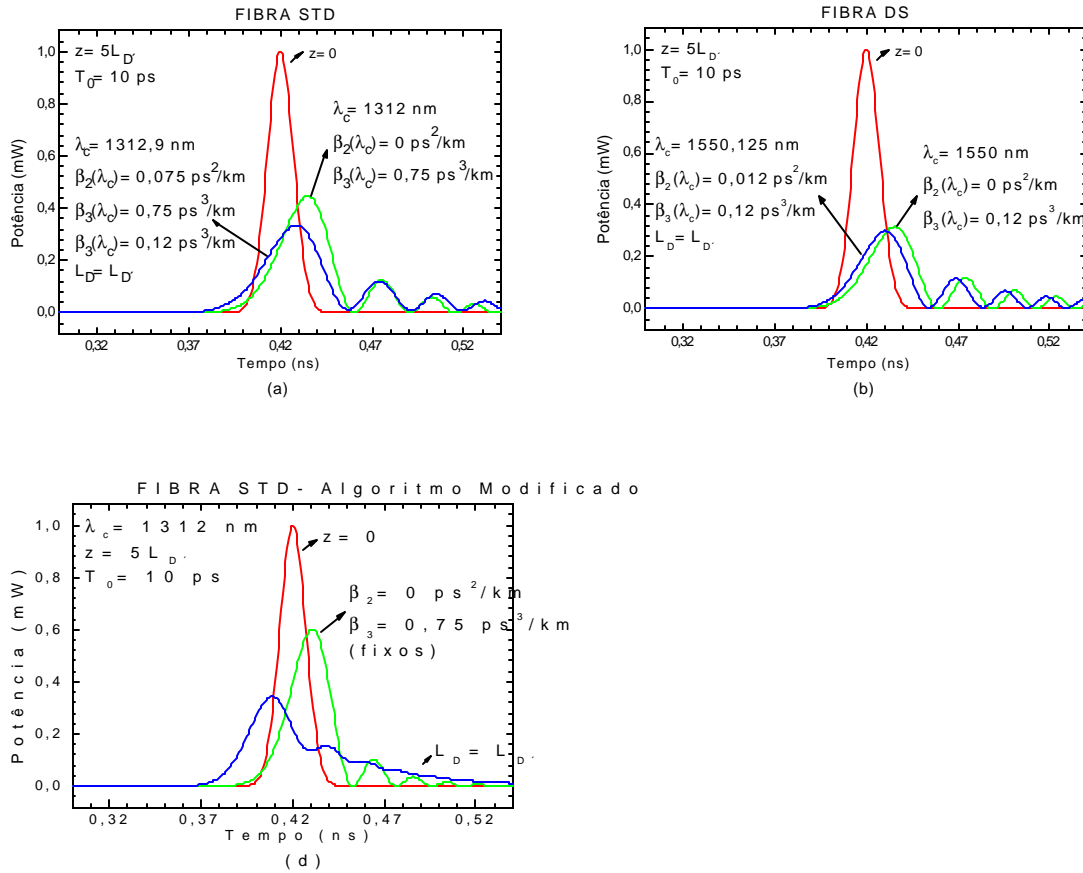 FIBRA STD
z= 5L_D'
T_0= 10 ps
z= 0
λ_c= 1312 nm
β_2(λ_c)= 0 ps²/km
β_3(λ_c)= 0,75 ps³/km
λ_c= 1312,9 nm
β_2(λ_c)= 0,075 ps²/km
β_3(λ_c)= 0,75 ps³/km
β_3(λ_c)= 0,12 ps³/km
L_D= L_D'
Potência (mW)
1,0
0,8
0,6
0,4
0,2
0,0
0,32 0,37 0,42 0,47 0,52
Tempo (ns)
(a)
FIBRA DS
z= 5L_D'
T_0= 10 ps
z= 0
λ_c= 1550,125 nm
β_2(λ_c)= 0,012 ps²/km
β_3(λ_c)= 0,12 ps³/km
L_D= L_D'
λ_c= 1550 nm
β_2(λ_c)= 0 ps²/km
β_3(λ_c)= 0,12 ps³/km
Potência (mW)
1,0
0,8
0,6
0,4
0,2
0,0
0,32 0,37 0,42 0,47 0,52
Tempo (ns)
(b)
FIBRA STD- Algoritmo Modificado
λ_c= 1312 nm
z= 5L_D'
T_0= 10 ps
z= 0
β_2= 0 ps²/km
β_3= 0,75 ps³/km
(fixos)
L_D= L_D'
Potência (mW)
1,0
0,8
0,6
0,4
0,2
0,0
0,32 0,37 0,42 0,47 0,52
Tempo (ns)
(d)